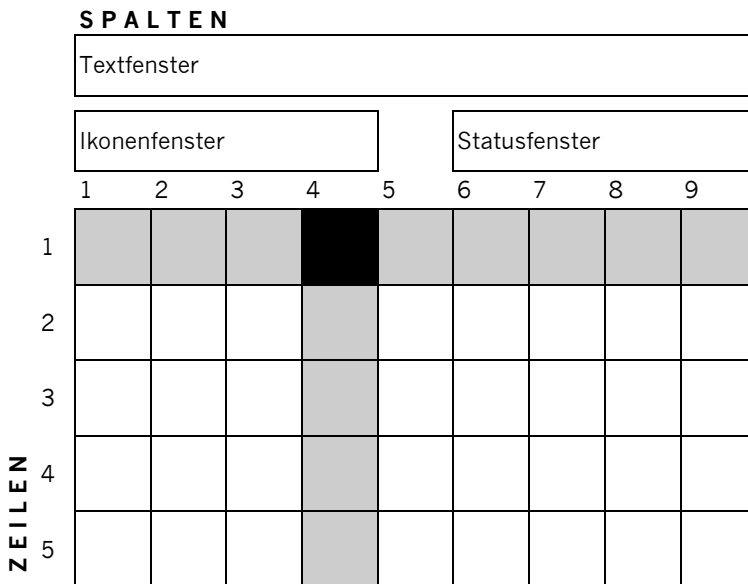 SPALTEN
Textfenster
Ikonenfenster Statusfenster
1 2 3 4 5 6 7 8 9
1
2
3
4
5
ZEILEN